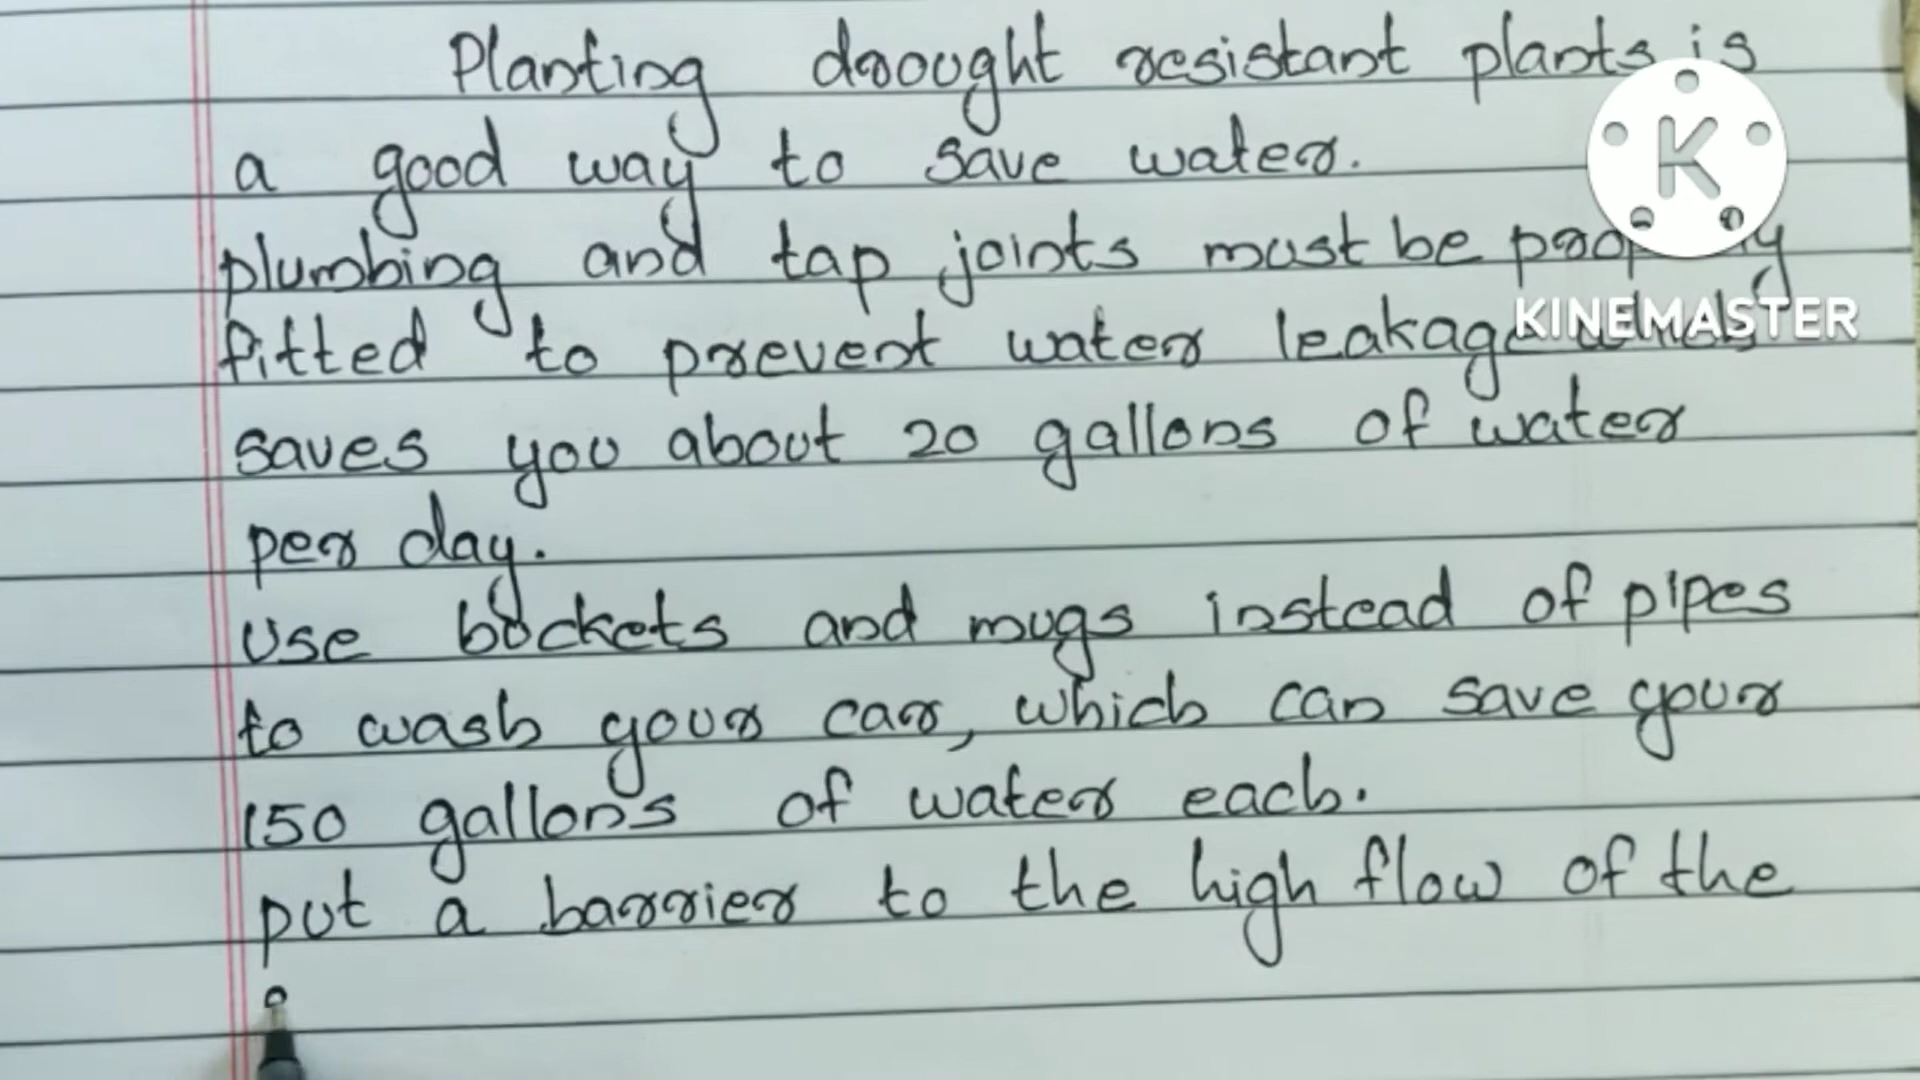 Planting drought resistant plants is
a good way to save water.
plumbing and tap joints must be properly
fitted to prevent water leakage which
saves you about 20 gallons of water
per day.
use buckets and mugs instead of pipes
to wash your car, which can save your
150 gallons of water each.
put a barrier to the high flow of the
KINEMASTER